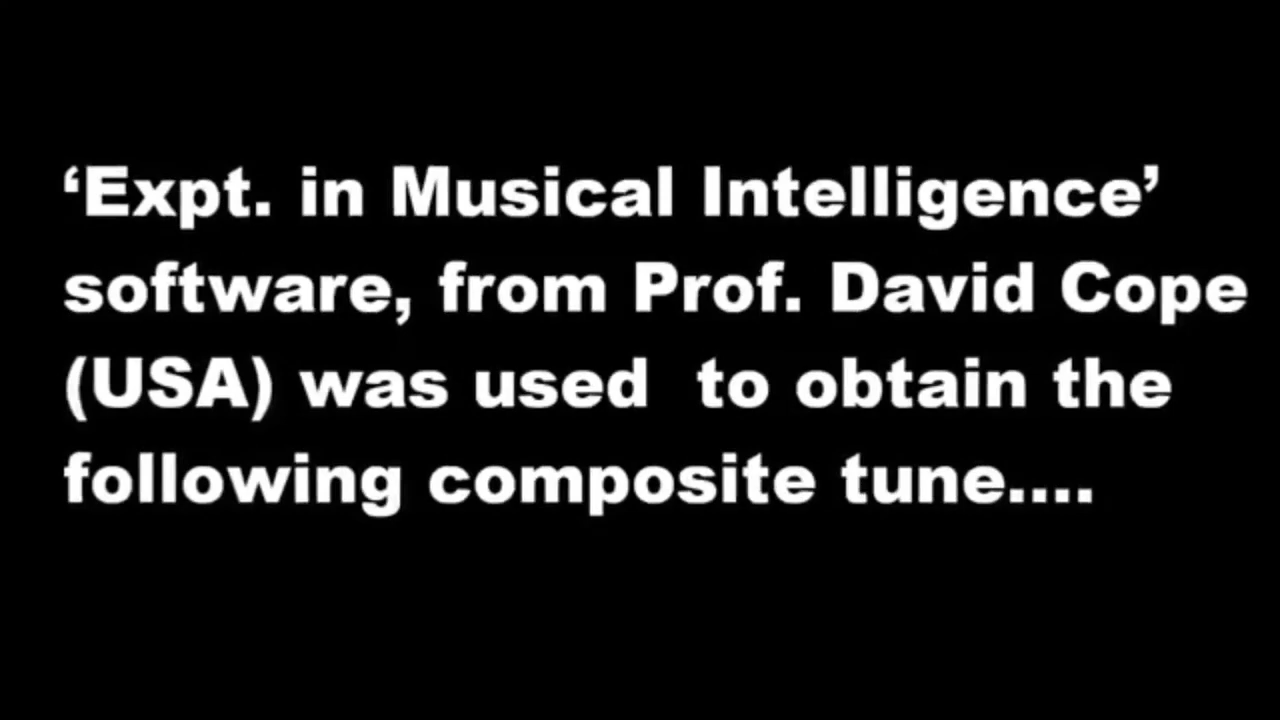 ‘Expt. in Musical Intelligence’
software, from Prof. David Cope
(USA) was used  to obtain the
following composite tune....